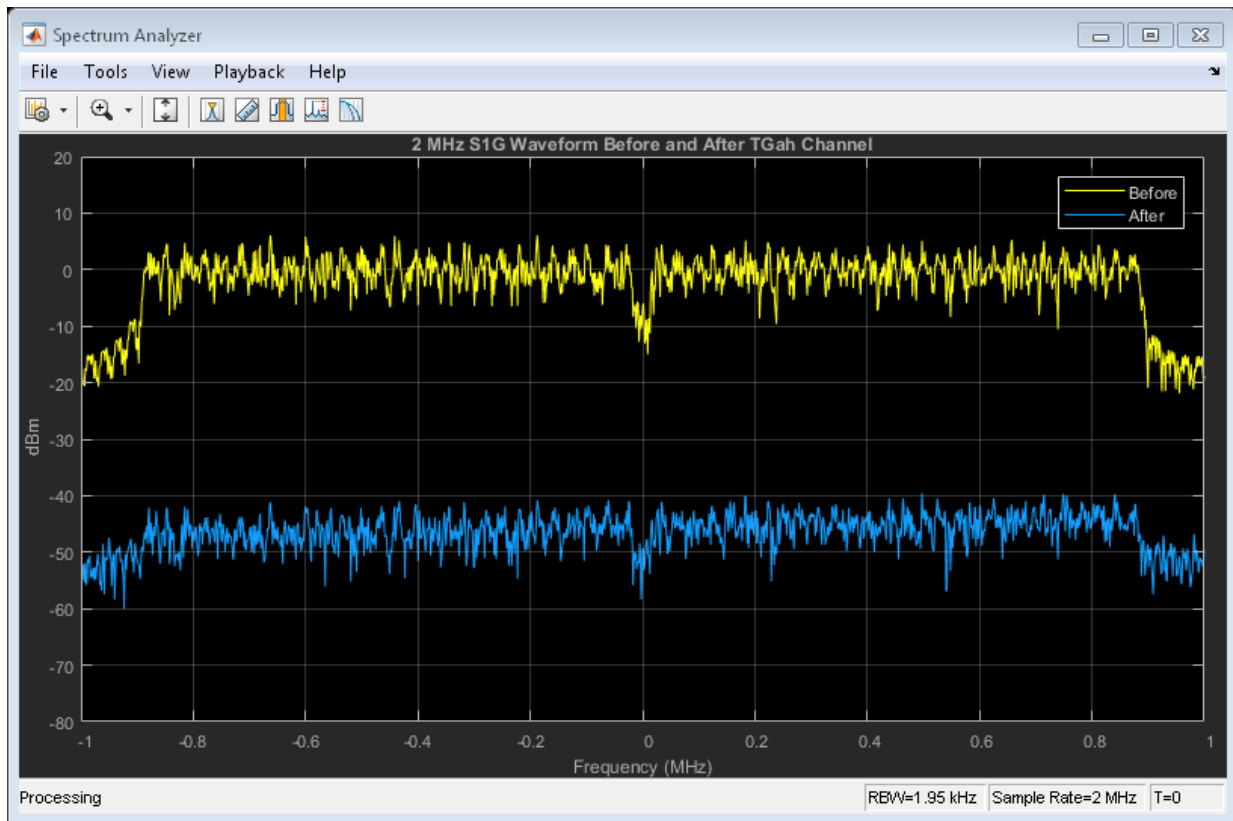 Spectrum Analyzer
File Tools View Playback Help
2 MHz S1G Waveform Before and After TGah Channel
Before
After
20
10
0
-10
-20
-30
-40
-50
-60
-70
-80
dBm
-1 -0.8 -0.6 -0.4 -0.2 0 0.2 0.4 0.6 0.8 1
Frequency (MHz)
Processing RBW=1.95 kHz Sample Rate=2 MHz T=0